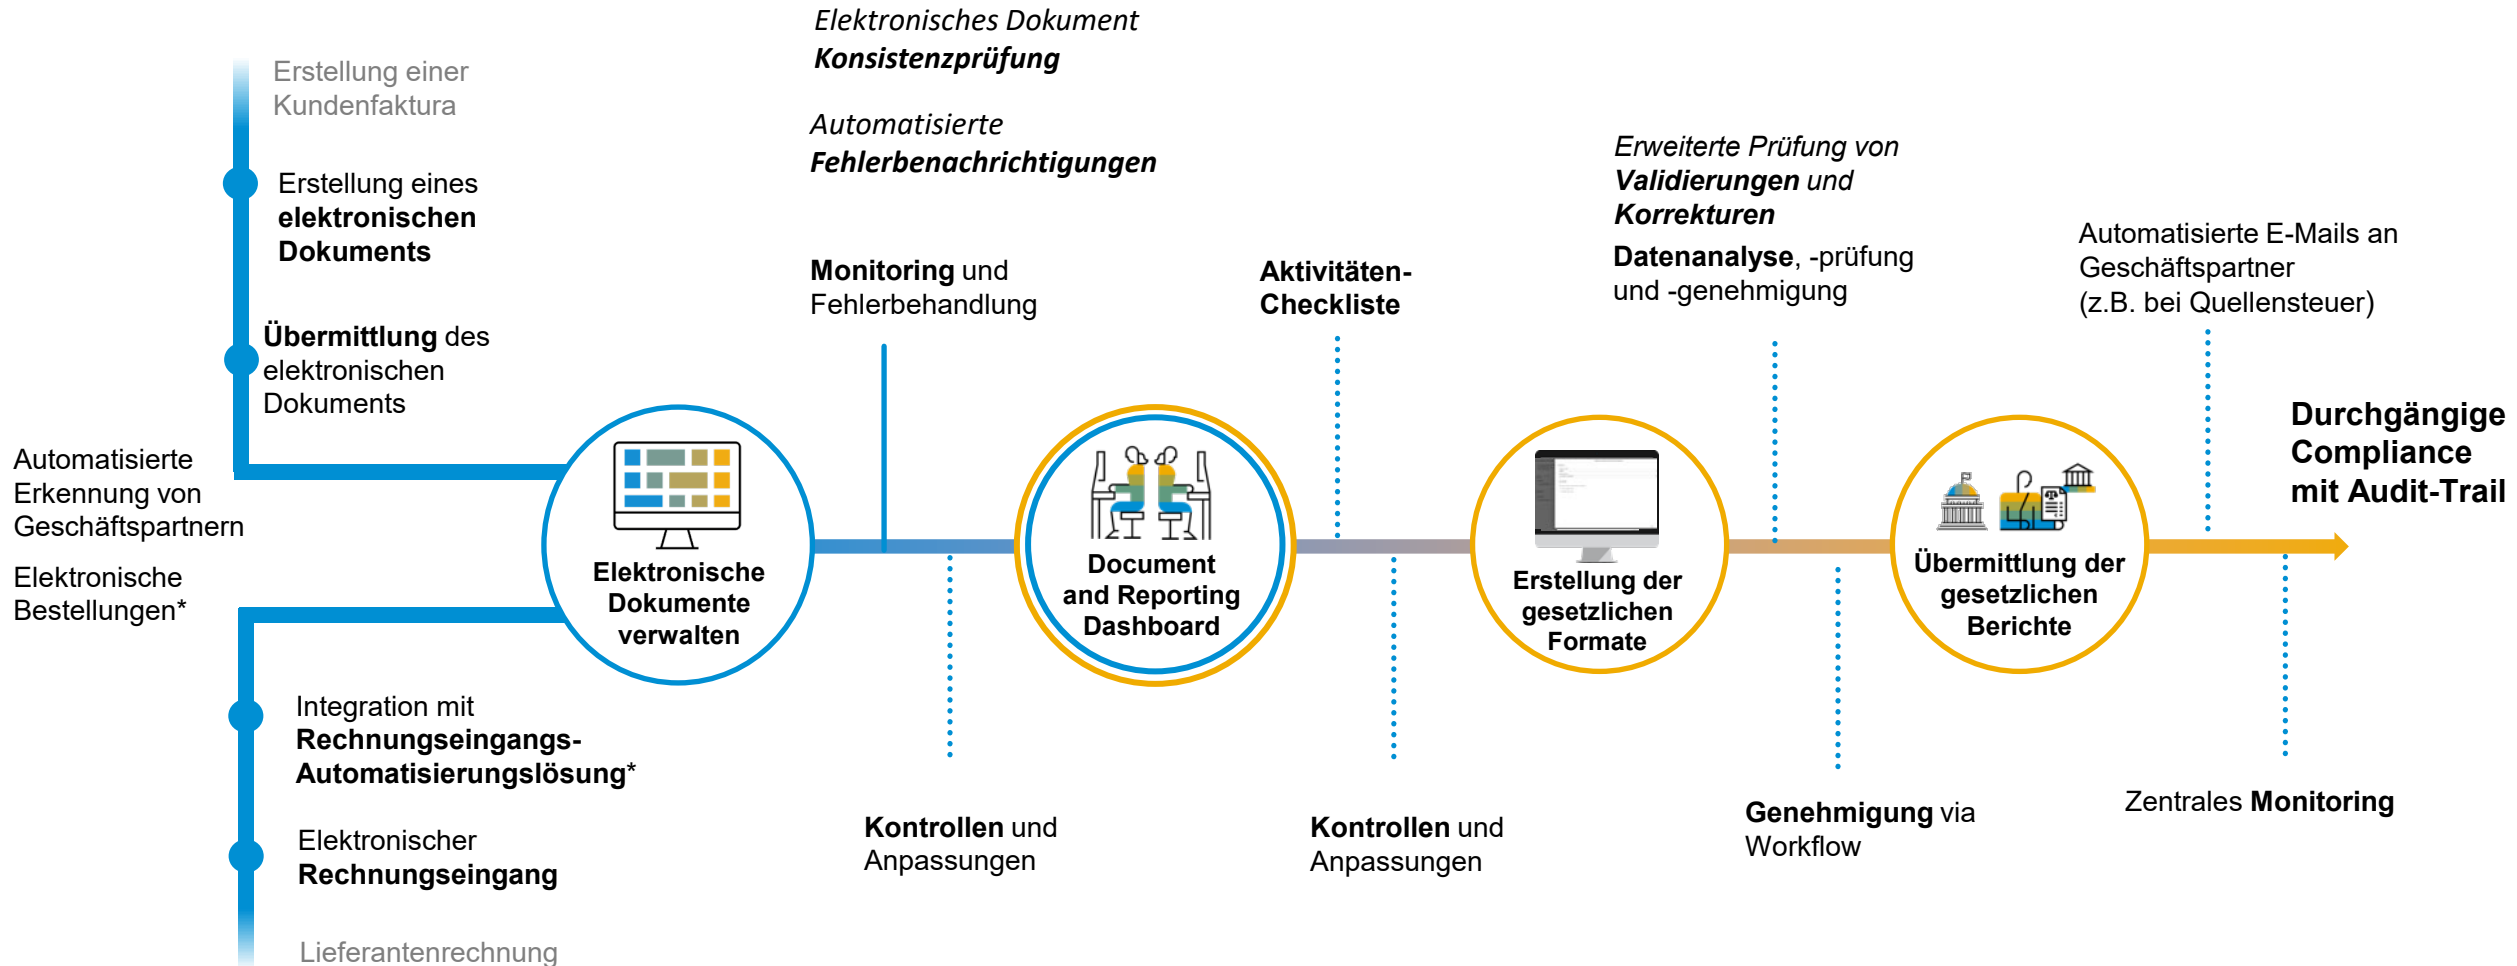 Elektronisches Dokument
Konsistenzprüfung
Automatisierte
Fehlerbenachrichtigungen
Erstellung einer
Kundenfaktura
Erstellung eines
elektronischen
Dokuments
Übermittlung des
elektronischen
Dokuments
Automatisierte
Erkennung von
Geschäftspartnern
Elektronische
Bestellungen*
Integration mit
Rechnungseingangs-
Automatisierungslösung*
Elektronischer
Rechnungseingang
Lieferantenrechnung
Elektronische
Dokumente
verwalten
Monitoring und
Fehlerbehandlung
Kontrollen und
Anpassungen
Document
and Reporting
Dashboard
Aktivitäten-
Checkliste
Kontrollen und
Anpassungen
Erstellung der
gesetzlichen
Formate
Erweiterte Prüfung von
Validierungen und
Korrekturen
Datenanalyse, -prüfung
und -genehmigung
Genehmigung via
Workflow
Übermittlung der
gesetzlichen
Berichte
Automatisierte E-Mails an
Geschäftspartner
(z.B. bei Quellensteuer)
Zentrales Monitoring
Durchgängige
Compliance
mit Audit-Trail